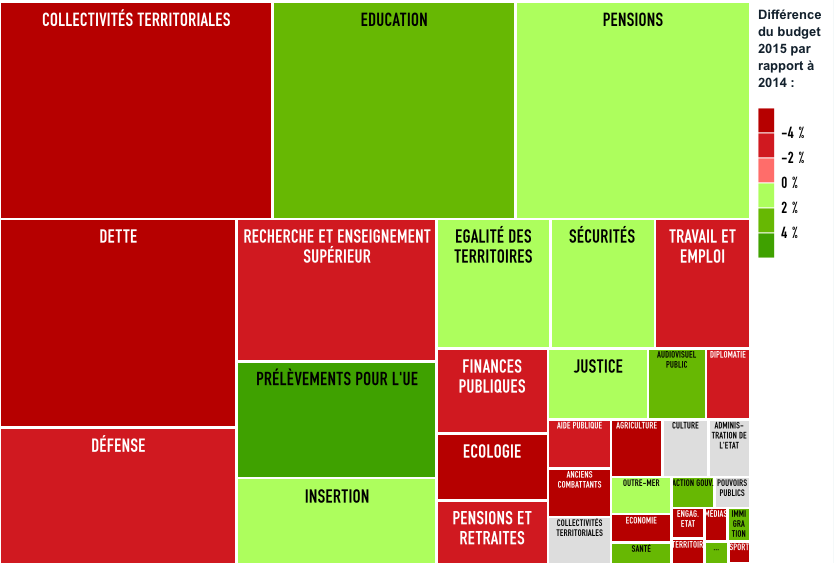 COLLECTIVITÉS TERRITORIALES
EDUCATION
PENSIONS
Différence
du budget
2015 par
rapport à
2014 :
-4 %
-2 %
0 %
2 %
4 %
DETTE
RECHERCHE ET ENSEIGNEMENT
SUPÉRIEUR
EGALITÉ DES
TERRITOIRES
SÉCURITÉS
TRAVAIL ET
EMPLOI
PRÉLÈVEMENTS POUR L'UE
FINANCES
PUBLIQUES
JUSTICE
AUDIOVISUEL
PUBLIC
DIPLOMATIE
DÉFENSE
INSERTION
ECOLOGIE
PENSIONS ET
RETRAITES
AIDE PUBLIQUE
AGRICULTURE
CULTURE
ADMINIS-
TRATION DE
L'ETAT
ANCIENS
COMBATTANTS
OUTRE-MER
ACTION GOUV.
POUVOIRS
PUBLICS
COLLECTIVITÉS
TERRITORIALES
ECONOMIE
ENGAG.
ETAT
MÉDIAS
IMMI
GRA
TION
SANTÉ
TERRITOIR
...
SPORT